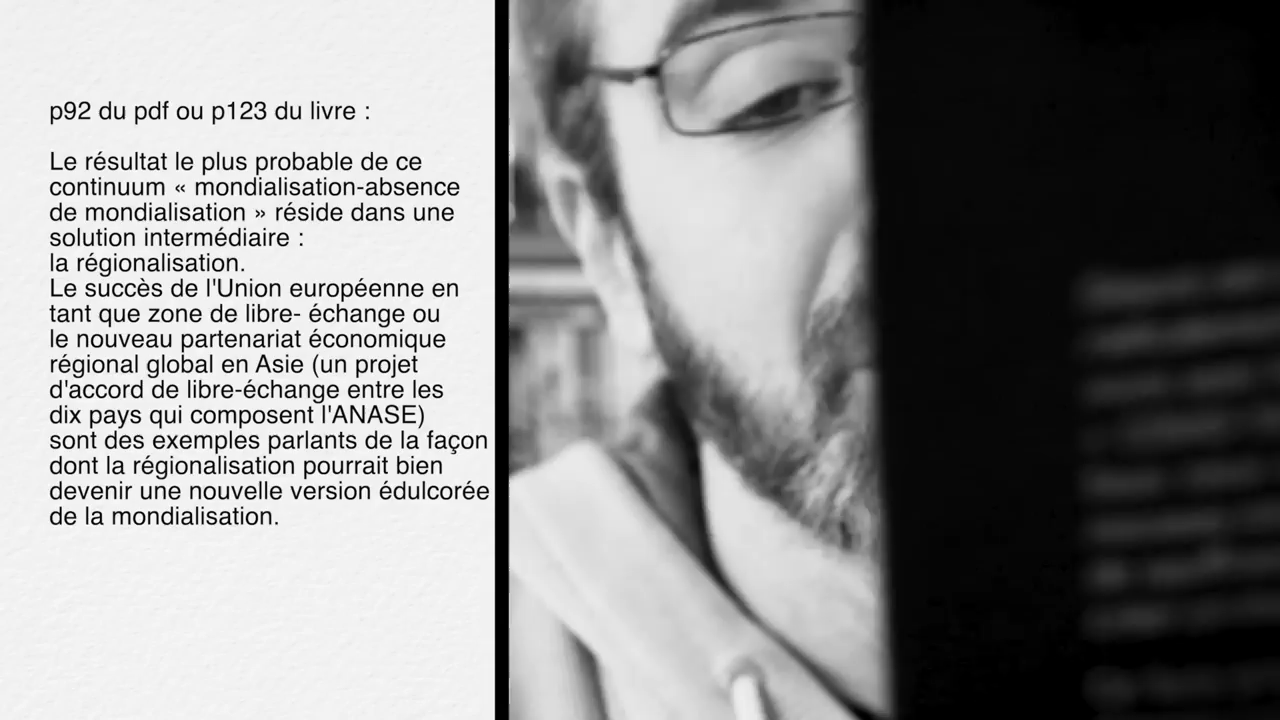 p92 du pdf ou p123 du livre :
Le résultat le plus probable de ce
continuum « mondialisation-absence
de mondialisation » réside dans une
solution intermédiaire :
la régionalisation.
Le succès de l'Union européenne en
tant que zone de libre- échange ou
le nouveau partenariat économique
régional global en Asie (un projet
d'accord de libre-échange entre les
dix pays qui composent l'ANASE)
sont des exemples parlants de la façon
dont la régionalisation pourrait bien
devenir une nouvelle version édulcorée
de la mondialisation.